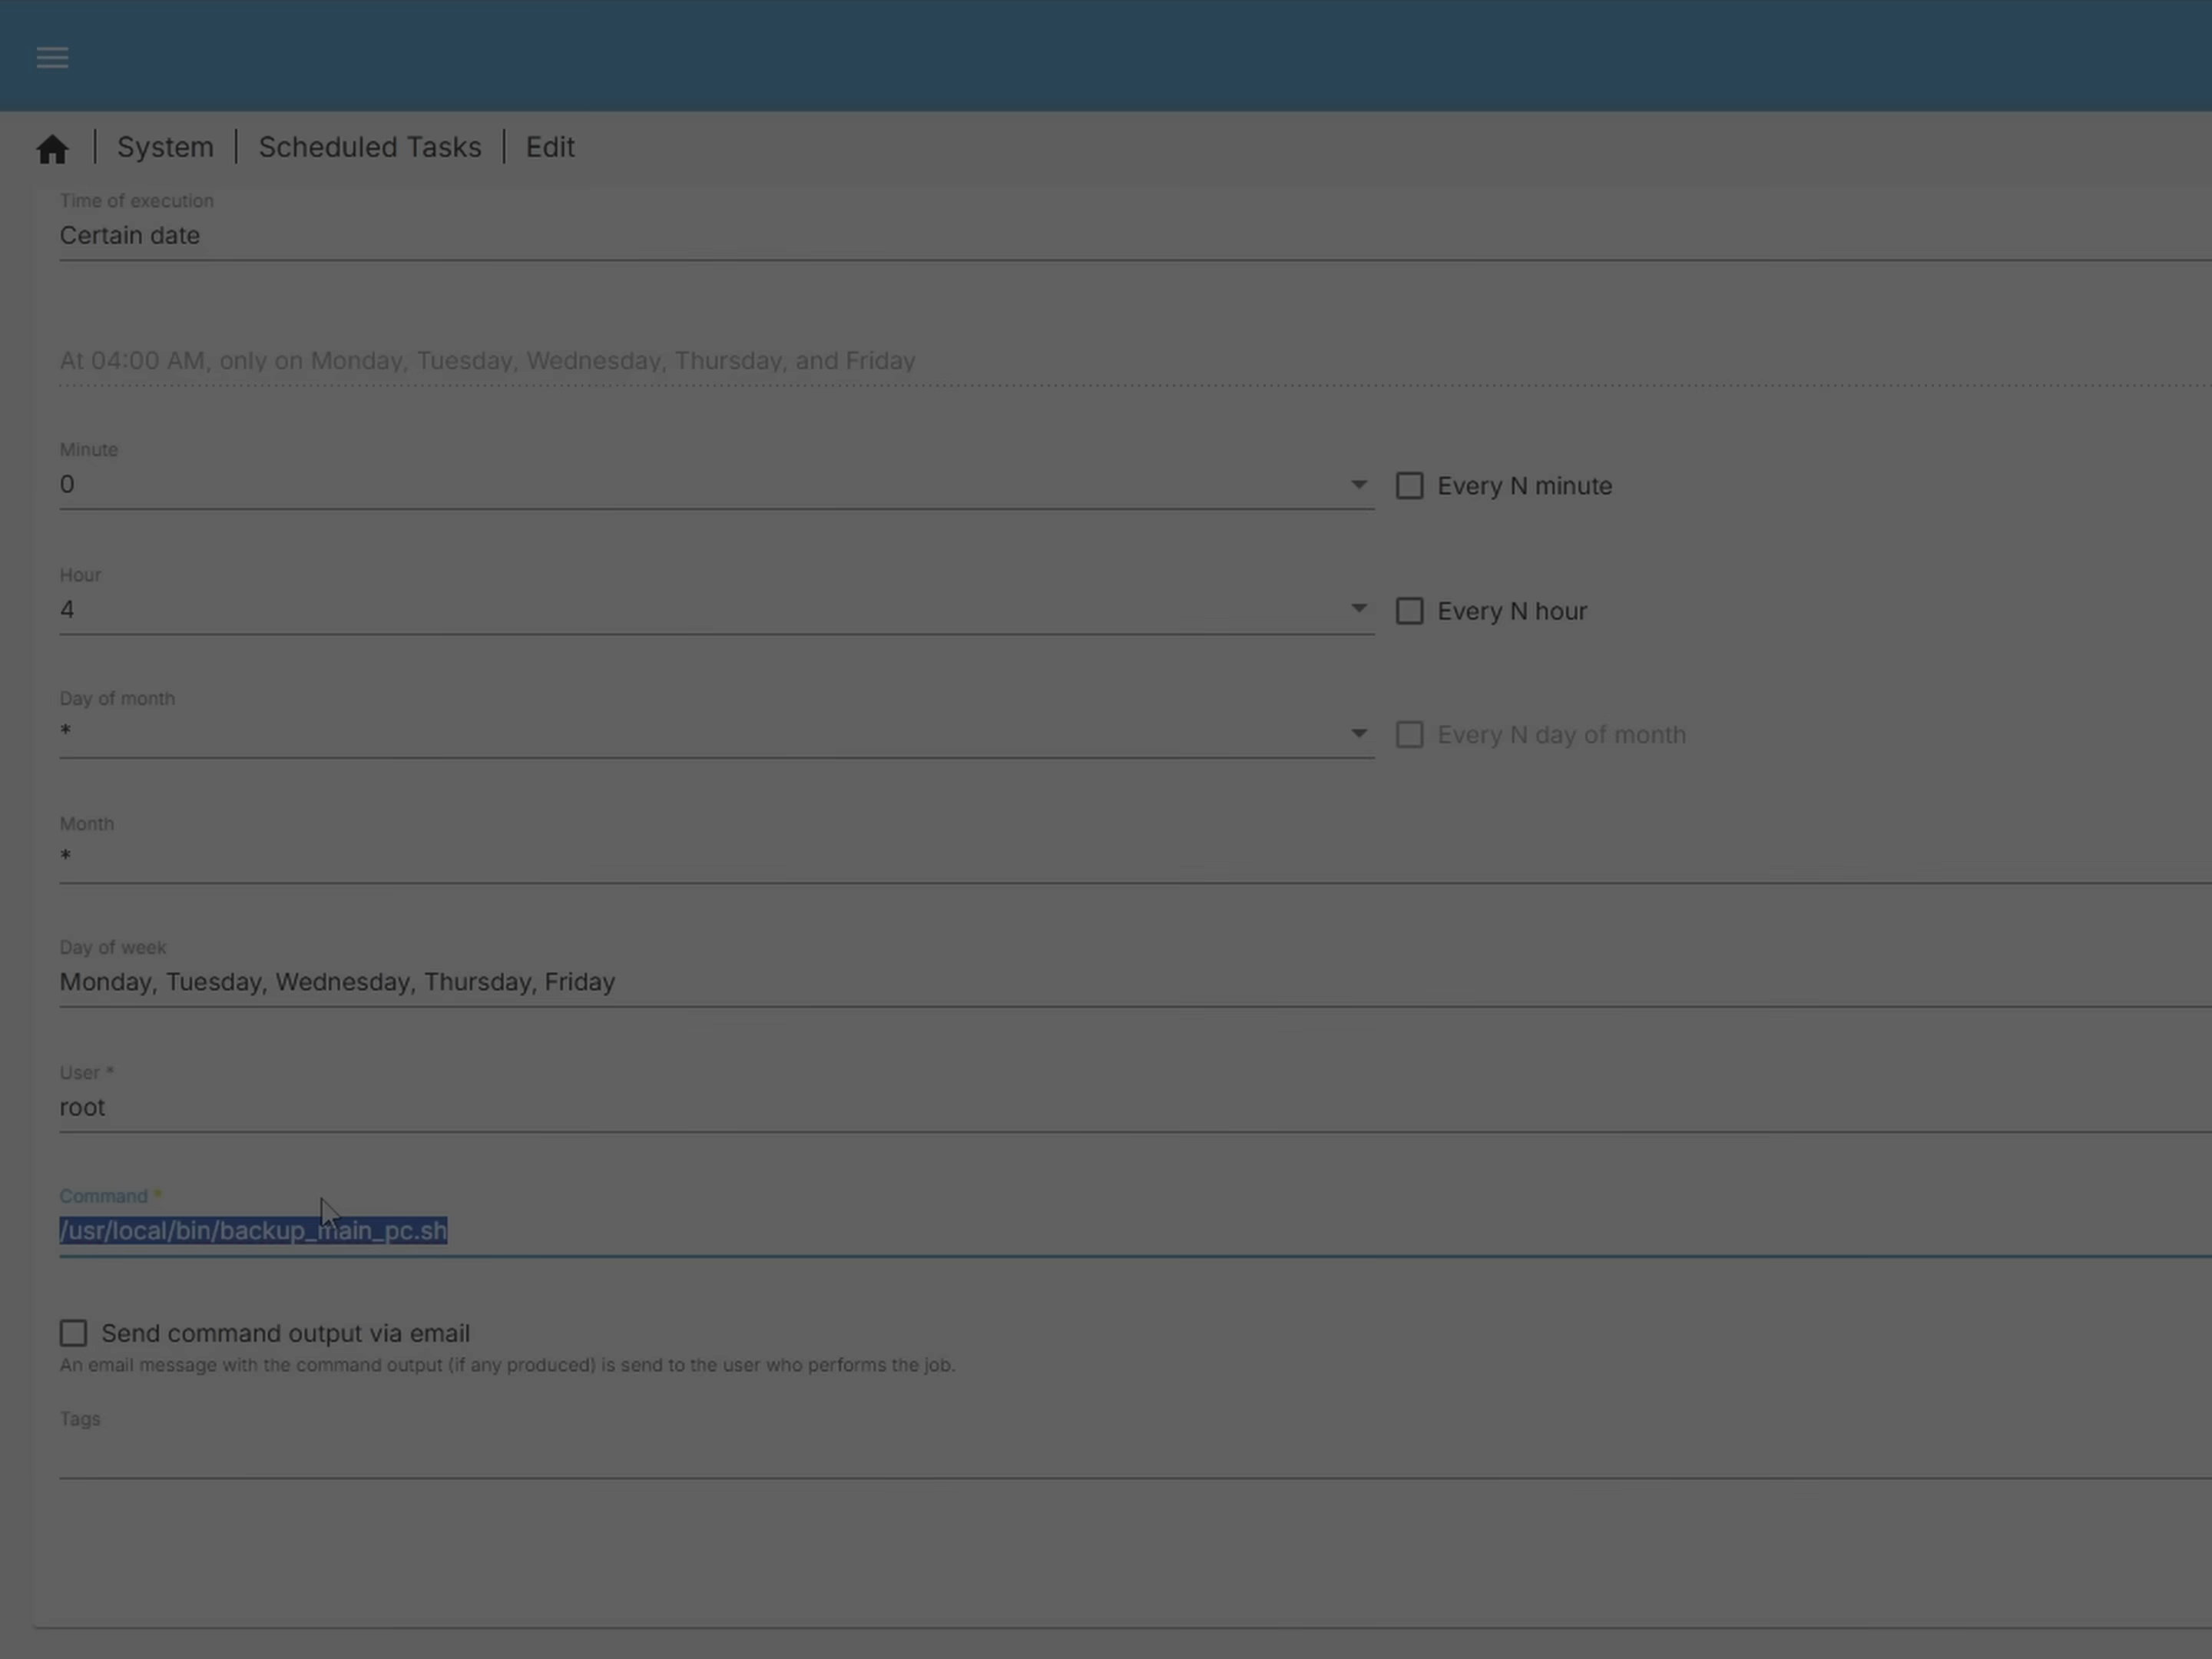 System | Scheduled Tasks | Edit
Time of execution
Certain date
At 04:00 AM, only on Monday, Tuesday, Wednesday, Thursday, and Friday
Minute
0
Every N minute
Hour
4
Every N hour
Day of month
*
Every N day of month
Month
*
Day of week
Monday, Tuesday, Wednesday, Thursday, Friday
User *
root
Command *
/usr/local/bin/backup_main_pc.sh
Send command output via email
An email message with the command output (if any produced) is send to the user who performs the job.
Tags